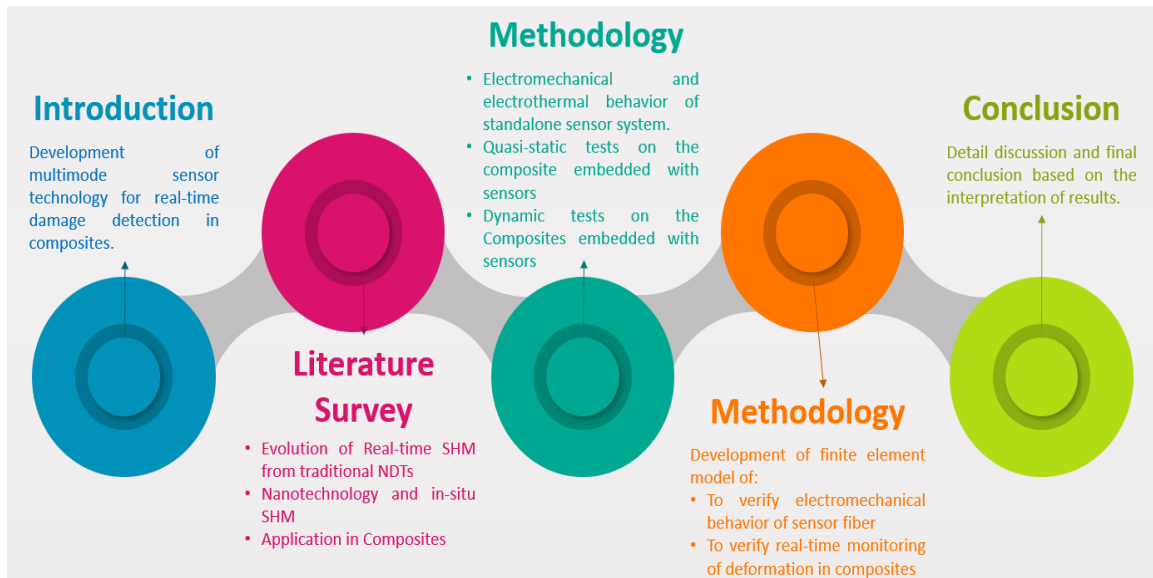 Introduction
Development of
multimode sensor
technology for real-time
damage detection in
composites.
Literature
Survey
• Evolution of Real-time SHM
from traditional NDTs
• Nanotechnology and in-situ
SHM
• Application in Composites
Methodology
• Electromechanical and
electrothermal behavior of
standalone sensor system.
• Quasi-static tests on the
composite embedded with
sensors
• Dynamic tests on the
Composites embedded with
sensors
Methodology
Development of finite element
model of:
• To verify electromechanical
behavior of sensor fiber
• To verify real-time monitoring
of deformation in composites
Conclusion
Detail discussion and final
conclusion based on the
interpretation of results.